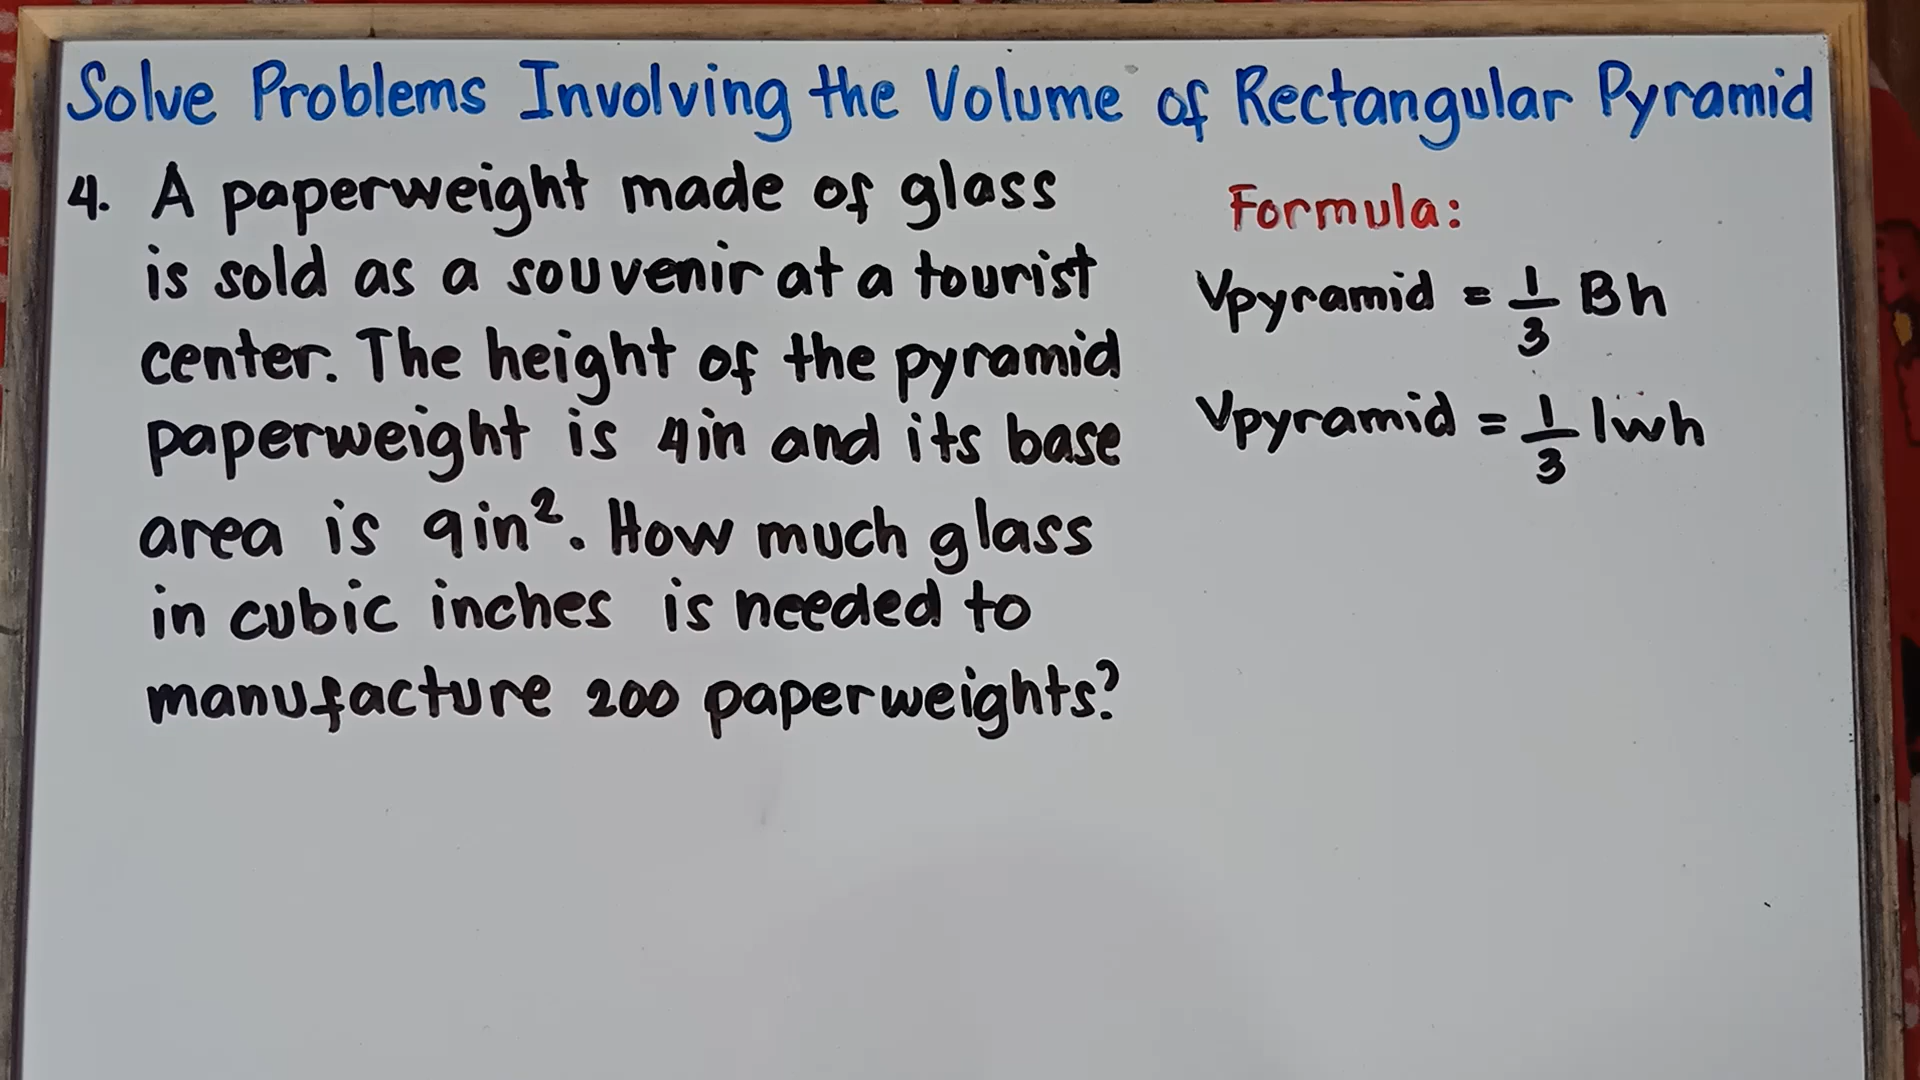 Solve Problems Involving the Volume of Rectangular Pyramid
4. A paperweight made of glass
is sold as a souvenir at a tourist
center. The height of the pyramid
paperweight is 4in and its base
area is 9in². How much glass
in cubic inches is needed to
manufacture 200 paperweights?
Formula:
Vpyramid = 1/3 Bh
Vpyramid = 1/3 lwh